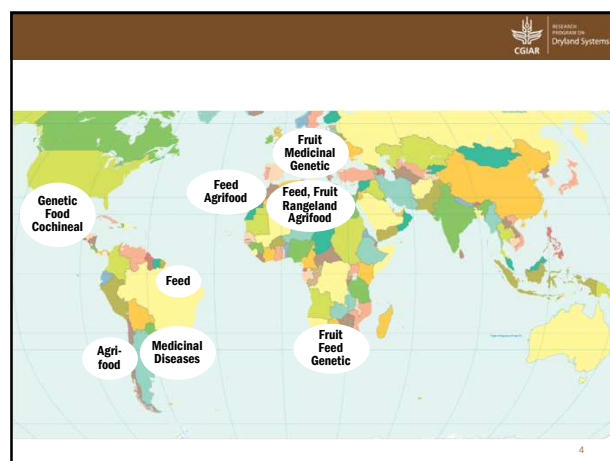 CGIAR
RESEARCH
PROGRAM ON
Dryland Systems
Fruit
Medicinal
Genetic
Feed
Agrifood
Feed, Fruit
Rangeland
Agrifood
Genetic
Food
Cochineal
Feed
Agri-
food
Medicinal
Diseases
Fruit
Feed
Genetic
4